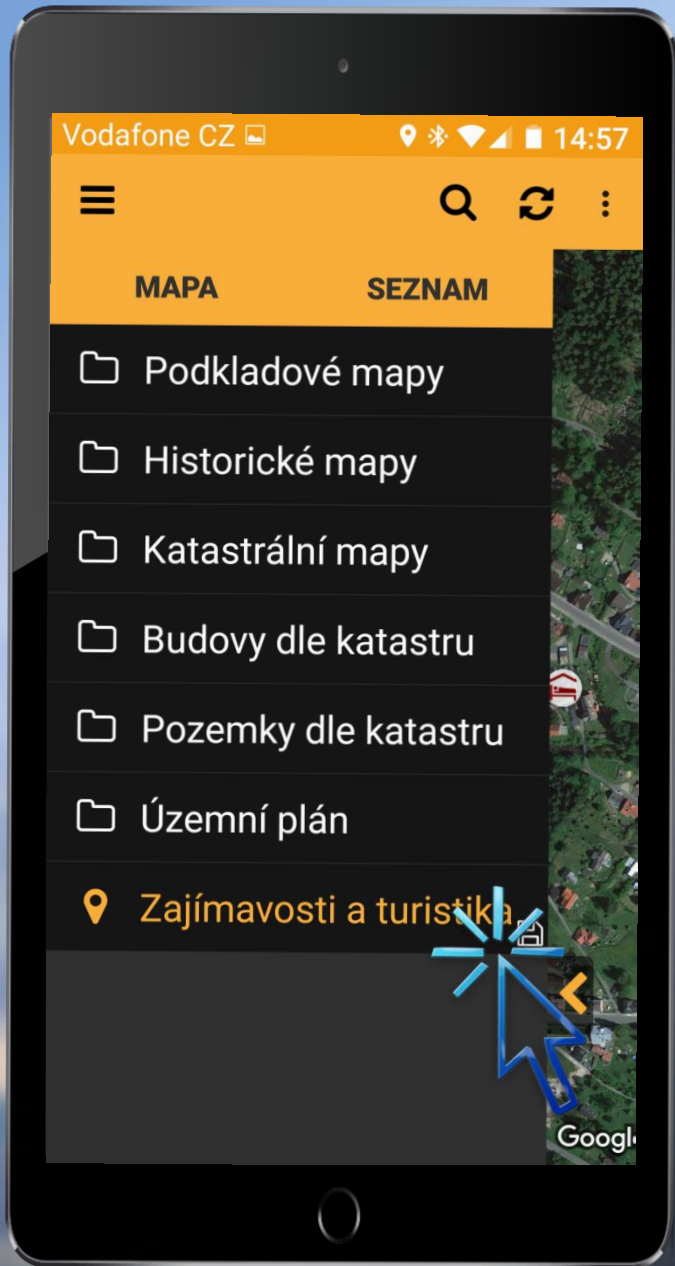 Vodafone CZ 14:57
MAPA SEZNAM
Podkladové mapy
Historické mapy
Katastrální mapy
Budovy dle katastru
Pozemky dle katastru
Územní plán
Zajímavosti a turistika